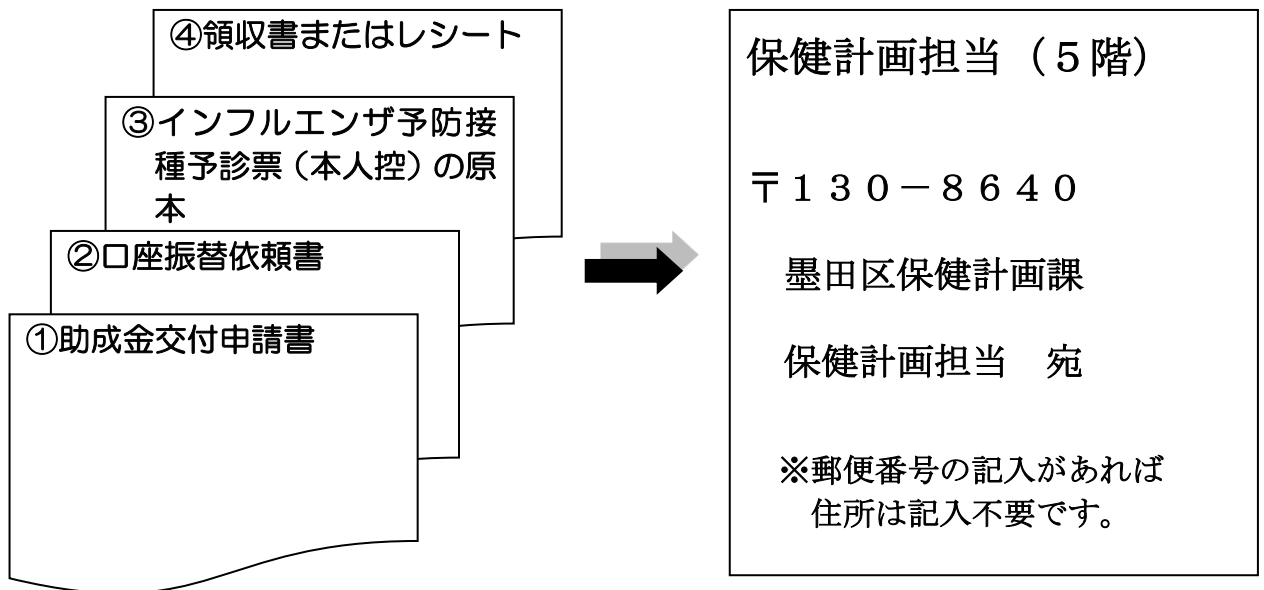 ④領収書またはレシート
③インフルエンザ予防接
種予診票（本人控）の原
本
②口座振替依頼書
①助成金交付申請書
保健計画担当（５階）
〒１３０－８６４０
墨田区保健計画課
保健計画担当　宛
※郵便番号の記入があれば
住所は記入不要です。